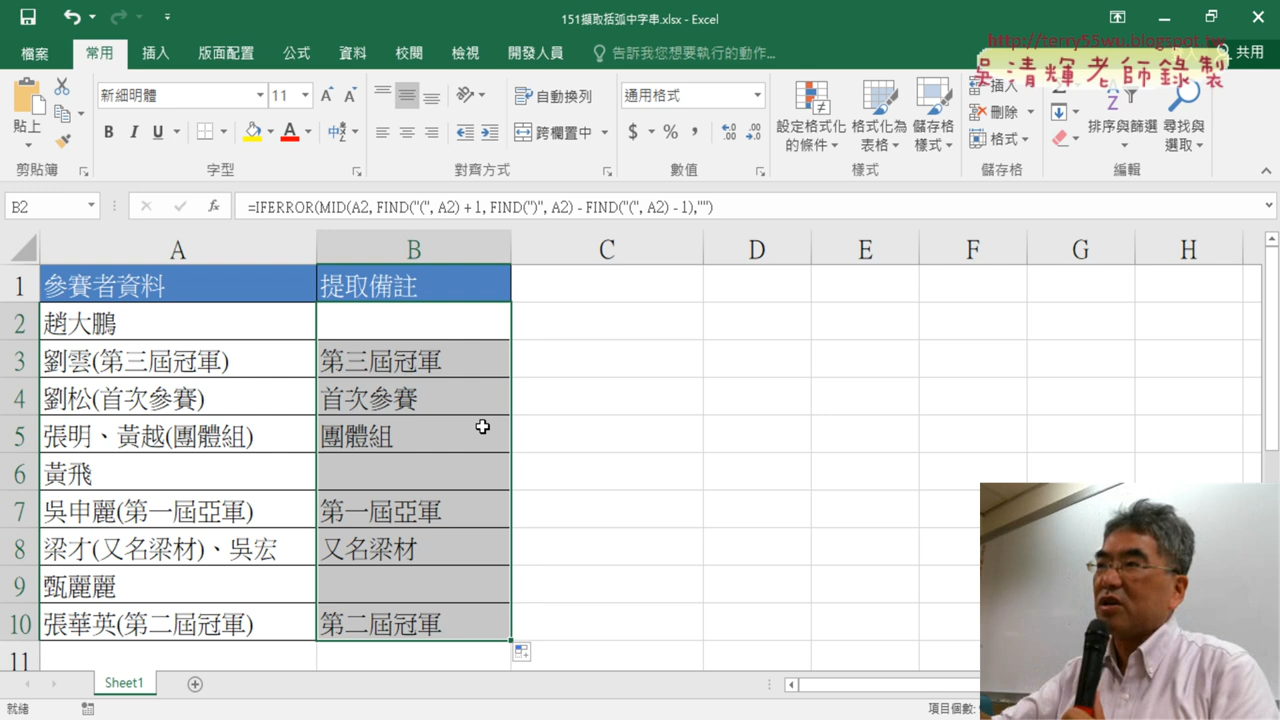 151擷取括弧中字串.xlsx - Excel
http://terry55wu.blogspot.tw
吳清輝老師錄製
檔案 常用 插入 版面配置 公式 資料 校閱 檢視 開發人員 告訴我您想要執行的動作... 共用
貼上
剪貼簿
新細明體 11
B I U
字型
自動換列
跨欄置中
對齊方式
通用格式
$ % ,
數值
設定格式化的條件
格式化為表格
儲存格樣式
樣式
插入
刪除
格式
儲存格
排序與篩選
尋找與選取
編輯
B2 fx =IFERROR(MID(A2, FIND("(", A2) + 1, FIND(")", A2) - FIND("(", A2) - 1),"")
A B C D E F G H
1 參賽者資料 提取備註
2 趙大鵬
3 劉雲(第三屆冠軍) 第三屆冠軍
4 劉松(首次參賽) 首次參賽
5 張明、黃越(團體組) 團體組
6 黃飛
7 吳申麗(第一屆亞軍) 第一屆亞軍
8 梁才(又名梁材)、吳宏 又名梁材
9 甄麗麗
10 張華英(第二屆冠軍) 第二屆冠軍
11
Sheet1
就緒
項目個數: